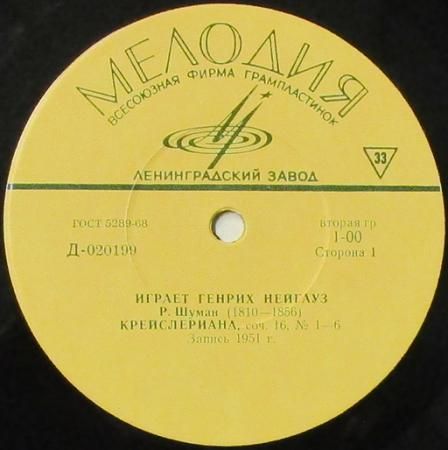 МЕЛОДИЯ
ВСЕСОЮЗНАЯ ФИРМА ГРАМПЛАСТИНОК
33
ЛЕНИНГРАДСКИЙ ЗАВОД
ГОСТ 5289-68
вторая гр
Д-020199
1-00
Сторона 1
ИГРАЕТ ГЕНРИХ НЕЙГАУЗ
Р. Шуман (1810—1856)
КРЕЙСЛЕРИАНА, соч. 16, № 1—6
Запись 1951 г.